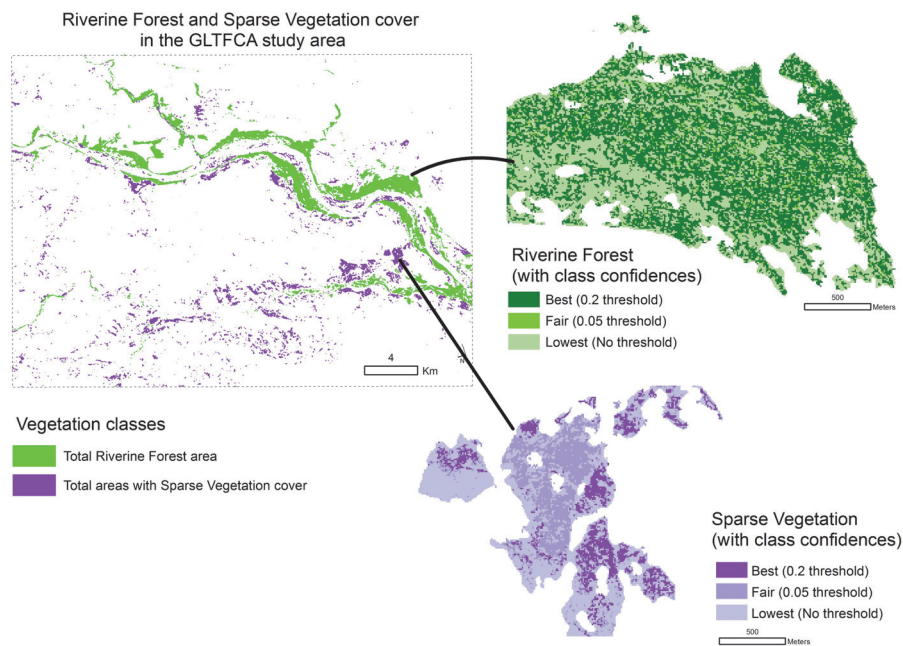 Riverine Forest and Sparse Vegetation cover
in the GLTFCA study area
4
Km
N
500
Meters
Riverine Forest
(with class confidences)
Best (0.2 threshold)
Fair (0.05 threshold)
Lowest (No threshold)
Vegetation classes
Total Riverine Forest area
Total areas with Sparse Vegetation cover
Sparse Vegetation
(with class confidences)
Best (0.2 threshold)
Fair (0.05 threshold)
Lowest (No threshold)
500
Meters